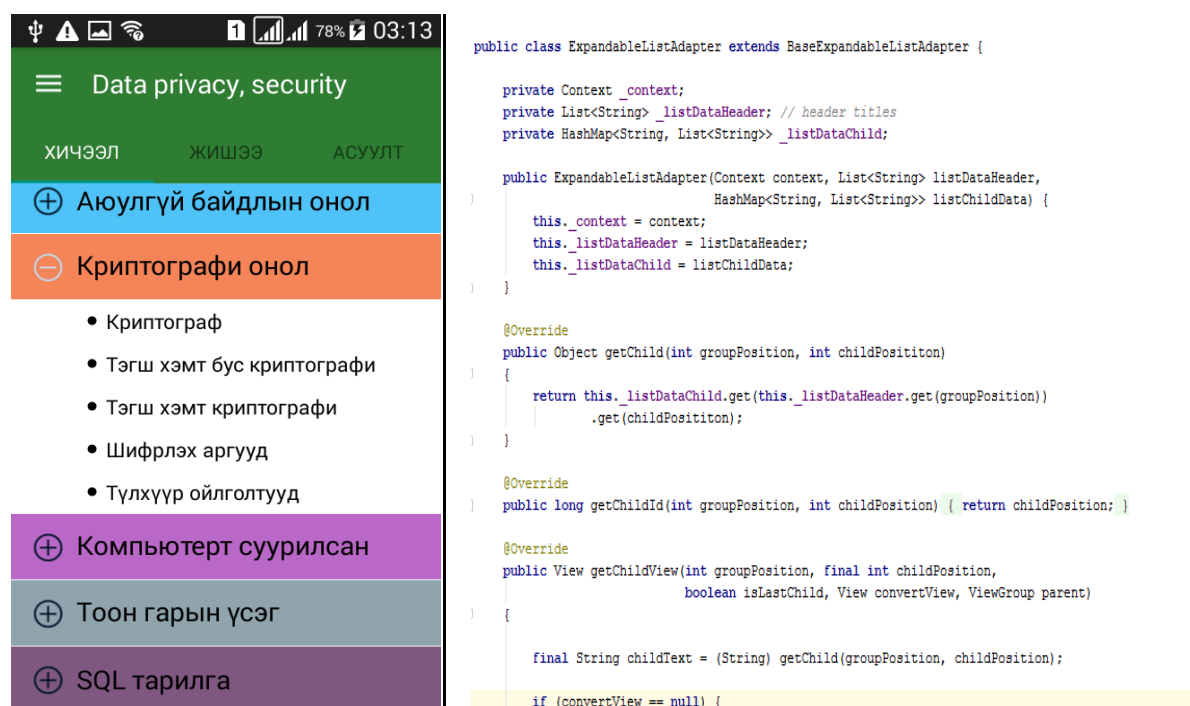 1 78% 03:13
Data privacy, security
ХИЧЭЭЛ ЖИШЭЭ АСУУЛТ
Аюулгүй байдлын онол
Криптографи онол
Криптограф
Тэгш хэмт бус криптографи
Тэгш хэмт криптографи
Шифрлэх аргууд
Түлхүүр ойлголтууд
Компьютерт суурилсан
Тоон гарын үсэг
SQL тарилга
public class ExpandableListAdapter extends BaseExpandableListAdapter {
private Context _context;
private List<String> _listDataHeader; // header titles
private HashMap<String, List<String>> _listDataChild;
public ExpandableListAdapter(Context context, List<String> listDataHeader,
HashMap<String, List<String>> listChildData) {
this._context = context;
this._listDataHeader = listDataHeader;
this._listDataChild = listChildData;
}
@Override
public Object getChild(int groupPosition, int childPosititon)
{
return this._listDataChild.get(this._listDataHeader.get(groupPosition))
.get(childPosititon);
}
@Override
public long getChildId(int groupPosition, int childPosition) { return childPosition; }
@Override
public View getChildView(int groupPosition, final int childPosition,
boolean isLastChild, View convertView, ViewGroup parent)
{
final String childText = (String) getChild(groupPosition, childPosition);
if (convertView == null) {